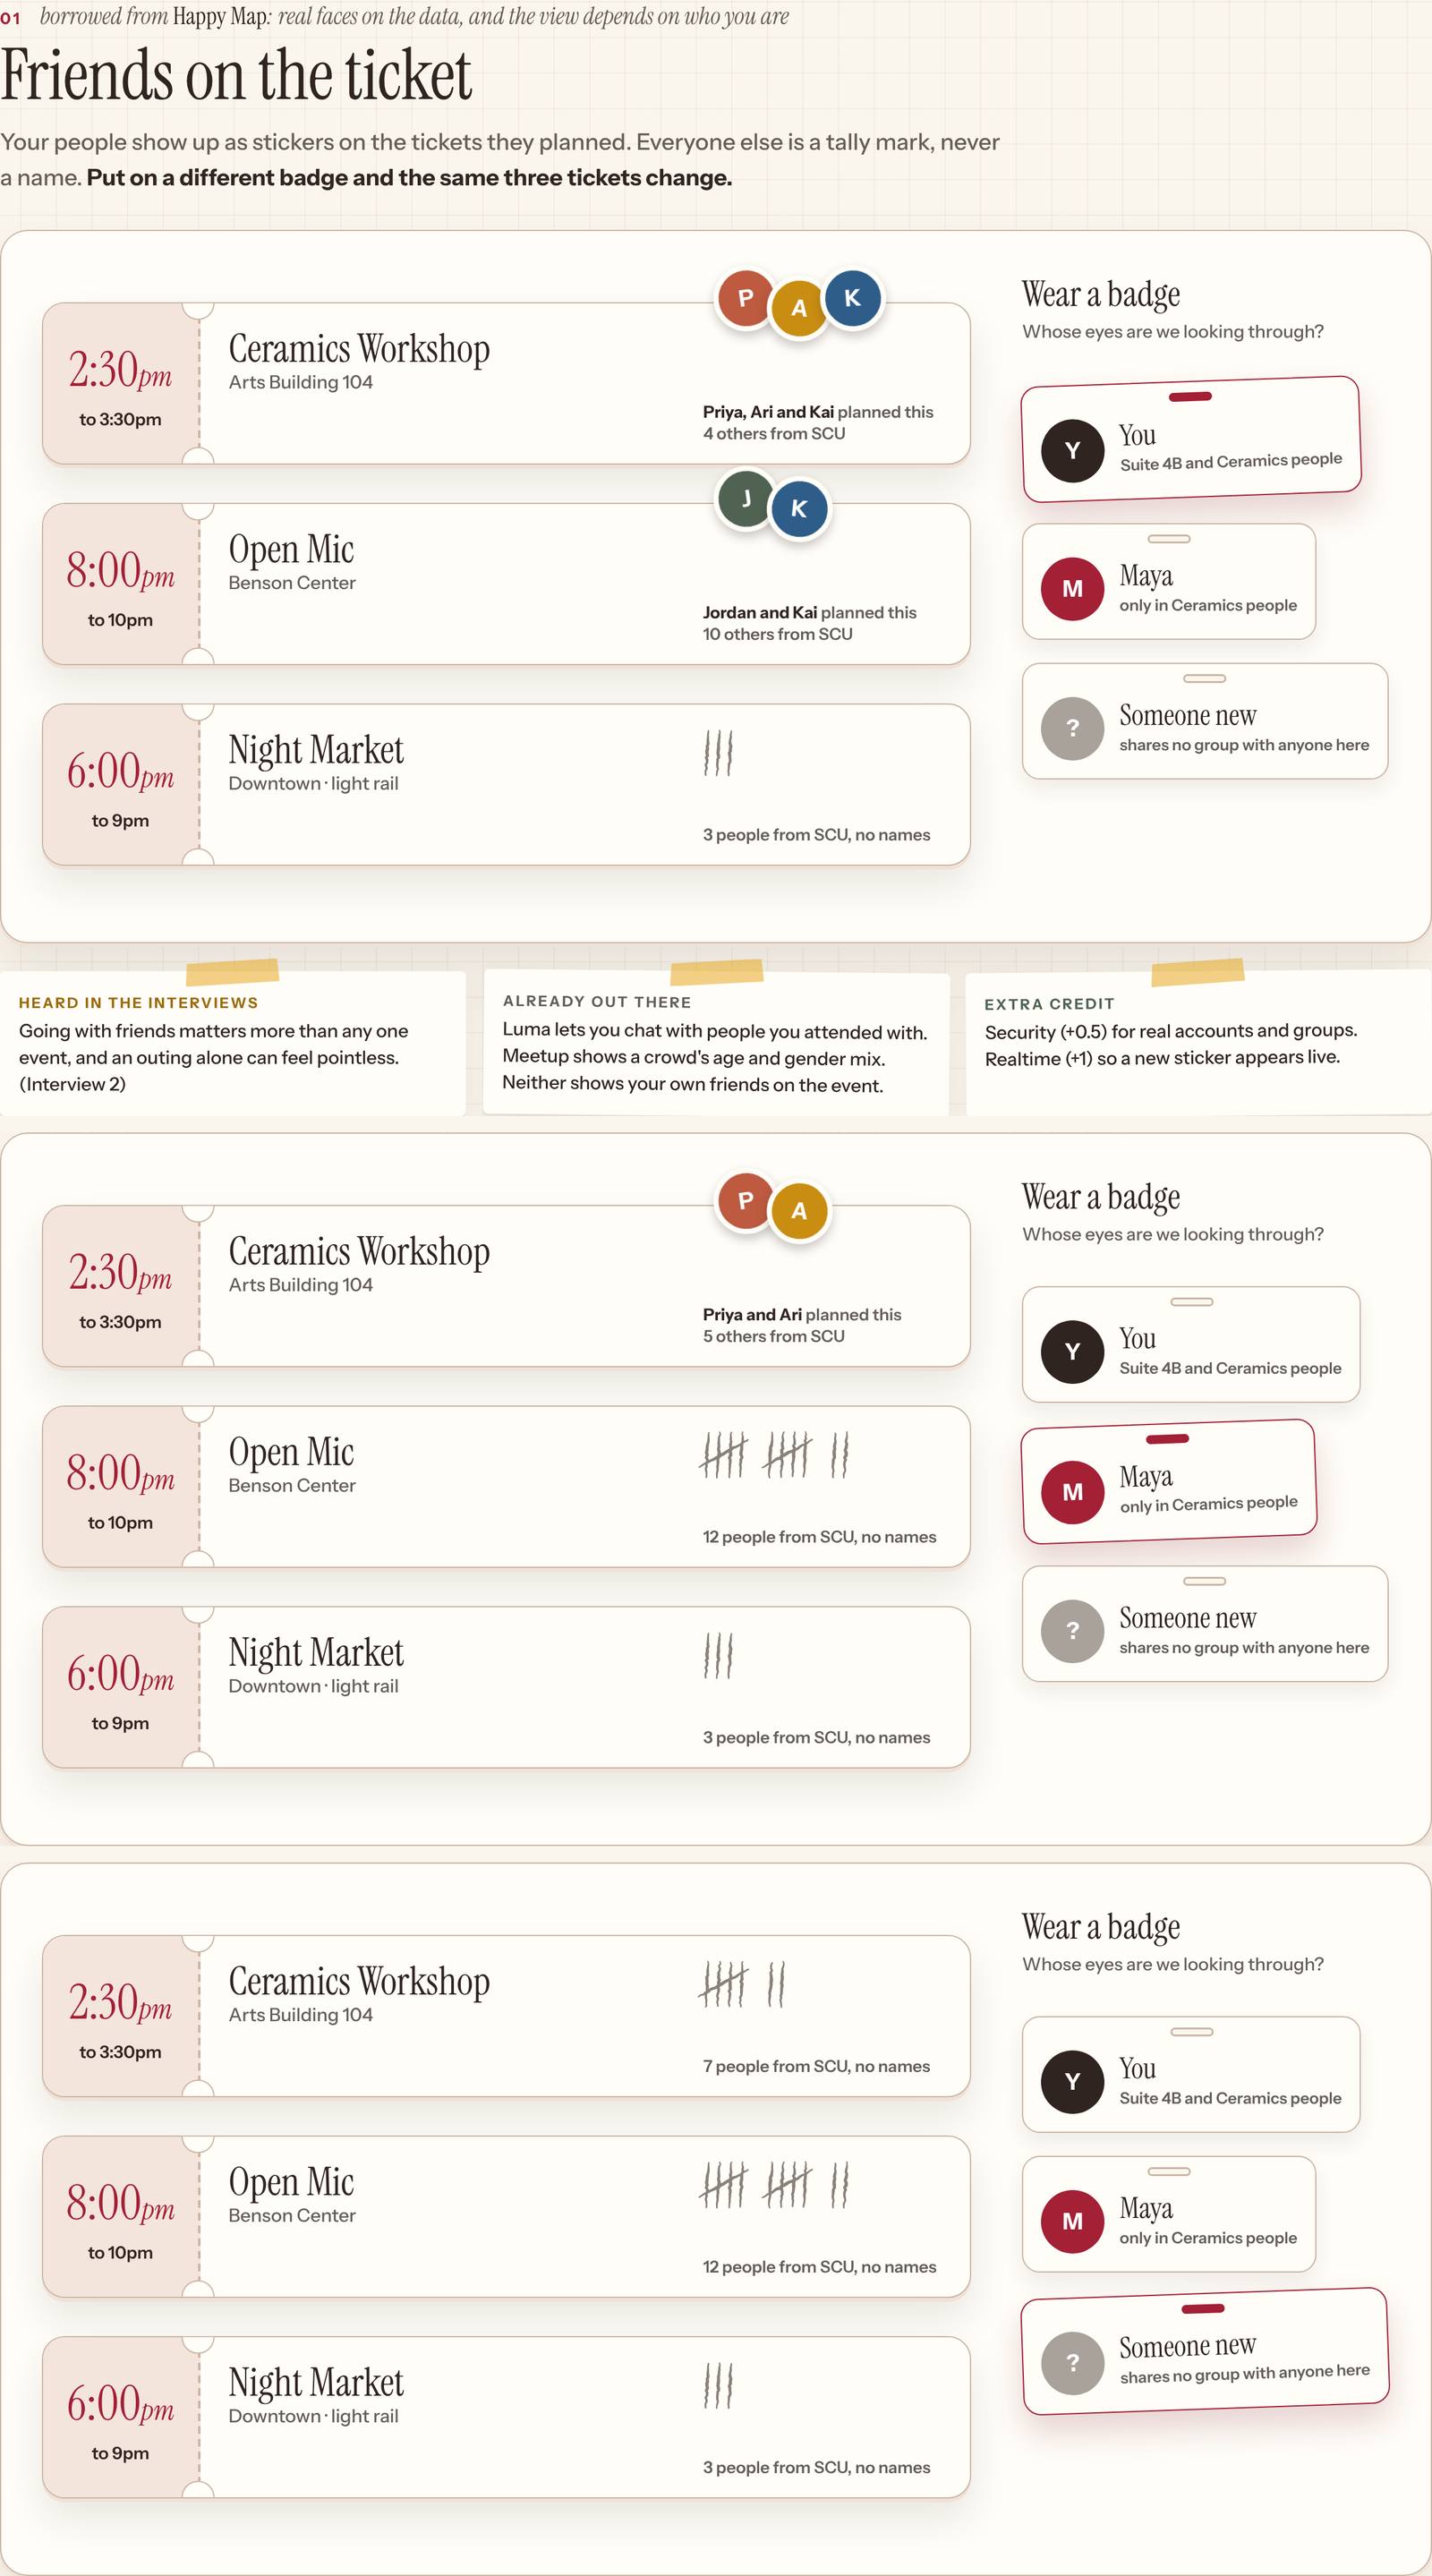 01 borrowed from Happy Map: real faces on the data, and the view depends on who you are
Friends on the ticket
Your people show up as stickers on the tickets they planned. Everyone else is a tally mark, never
a name. Put on a different badge and the same three tickets change.
P A K
2:30pm
to 3:30pm
Ceramics Workshop
Arts Building 104
Priya, Ari and Kai planned this
4 others from SCU
J K
8:00pm
to 10pm
Open Mic
Benson Center
Jordan and Kai planned this
10 others from SCU
6:00pm
to 9pm
Night Market
Downtown · light rail
3 people from SCU, no names
Wear a badge
Whose eyes are we looking through?
Y
You
Suite 4B and Ceramics people
M
Maya
only in Ceramics people
?
Someone new
shares no group with anyone here
HEARD IN THE INTERVIEWS
Going with friends matters more than any one
event, and an outing alone can feel pointless.
(Interview 2)
ALREADY OUT THERE
Luma lets you chat with people you attended with.
Meetup shows a crowd's age and gender mix.
Neither shows your own friends on the event.
EXTRA CREDIT
Security (+0.5) for real accounts and groups.
Realtime (+1) so a new sticker appears live.
P A
2:30pm
to 3:30pm
Ceramics Workshop
Arts Building 104
Priya and Ari planned this
5 others from SCU
8:00pm
to 10pm
Open Mic
Benson Center
12 people from SCU, no names
6:00pm
to 9pm
Night Market
Downtown · light rail
3 people from SCU, no names
Wear a badge
Whose eyes are we looking through?
Y
You
Suite 4B and Ceramics people
M
Maya
only in Ceramics people
?
Someone new
shares no group with anyone here
2:30pm
to 3:30pm
Ceramics Workshop
Arts Building 104
7 people from SCU, no names
8:00pm
to 10pm
Open Mic
Benson Center
12 people from SCU, no names
6:00pm
to 9pm
Night Market
Downtown · light rail
3 people from SCU, no names
Wear a badge
Whose eyes are we looking through?
Y
You
Suite 4B and Ceramics people
M
Maya
only in Ceramics people
?
Someone new
shares no group with anyone here